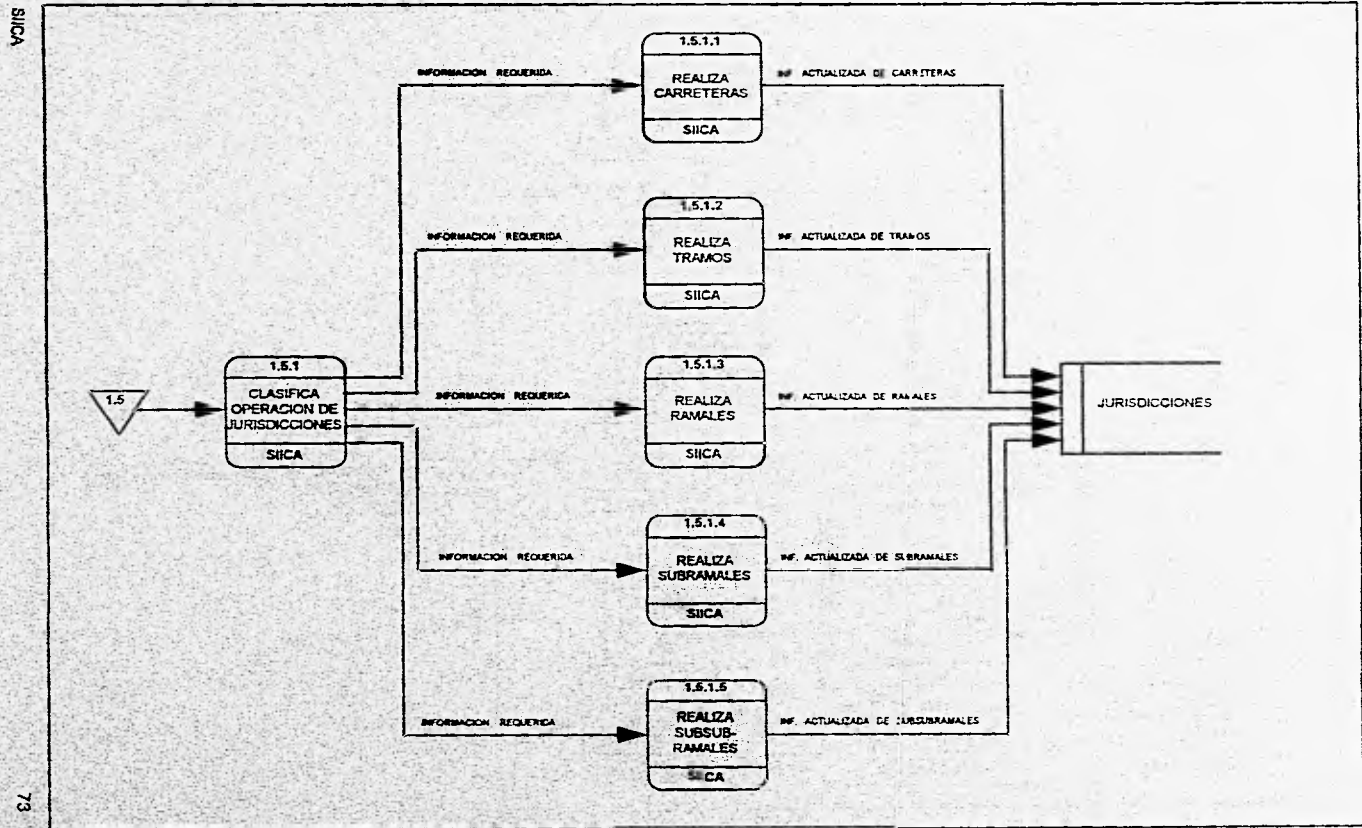 SIICA
1.5.1.1
INFORMACION REQUERIDA
REALIZA
CARRETERAS
INF. ACTUALIZADA DE CARRETERAS
SIICA
1.5.1.2
INFORMACION REQUERIDA
REALIZA
TRAMOS
INF. ACTUALIZADA DE TRAMOS
SIICA
1.5
1.5.1
CLASIFICA
OPERACION DE
JURISDICCIONES
SIICA
1.5.1.3
INFORMACION REQUERIDA
REALIZA
RAMALES
INF. ACTUALIZADA DE RAMALES
SIICA
JURISDICCIONES
1.5.1.4
INFORMACION REQUERIDA
REALIZA
SUBRAMALES
INF. ACTUALIZADA DE SUBRAMALES
SIICA
1.5.1.5
INFORMACION REQUERIDA
REALIZA
SUBSUB-
RAMALES
INF. ACTUALIZADA DE SUBSUBRAMALES
SIICA
73